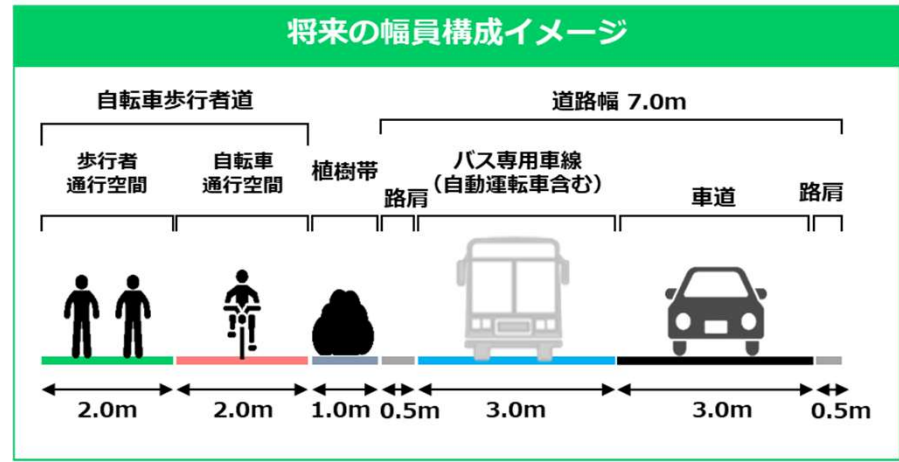 将来の幅員構成イメージ
自転車歩行者道
道路幅 7.0m
歩行者
通行空間
自転車
通行空間
植樹帯
路肩
バス専用車線
(自動運転車含む)
車道
路肩
2.0m
2.0m
1.0m
0.5m
3.0m
3.0m
0.5m